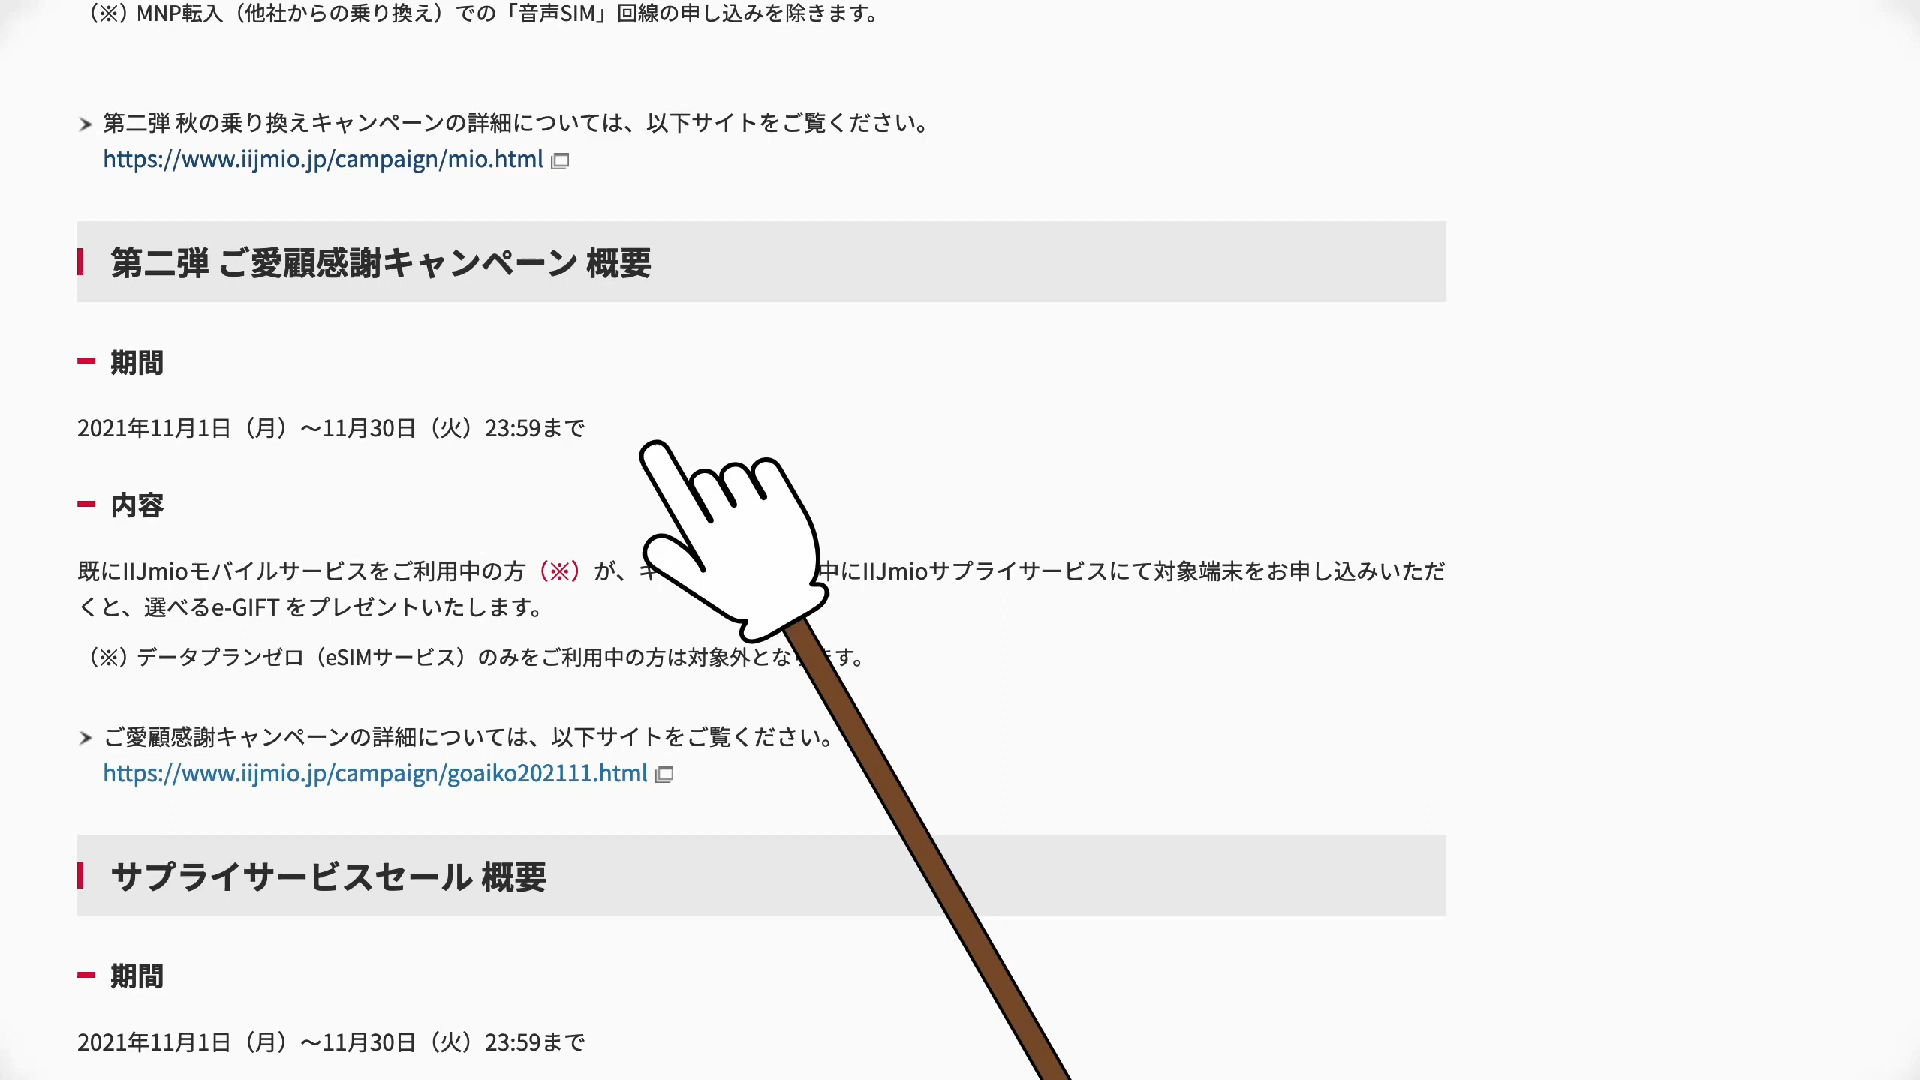 （※）MNP転入（他社からの乗り換え）での「音声SIM」回線の申し込みを除きます。
第二弾 秋の乗り換えキャンペーンの詳細については、以下サイトをご覧ください。
https://www.iijmio.jp/campaign/mio.html
第二弾 ご愛顧感謝キャンペーン 概要
期間
2021年11月1日（月）～11月30日（火）23:59まで
内容
既にIIJmioモバイルサービスをご利用中の方（※）が、キ 中にIIJmioサプライサービスにて対象端末をお申し込みいただ
くと、選べるe-GIFT をプレゼントいたします。
（※）データプランゼロ（eSIMサービス）のみをご利用中の方は対象外となります。
ご愛顧感謝キャンペーンの詳細については、以下サイトをご覧ください。
https://www.iijmio.jp/campaign/goaiko202111.html
サプライサービスセール 概要
期間
2021年11月1日（月）～11月30日（火）23:59まで